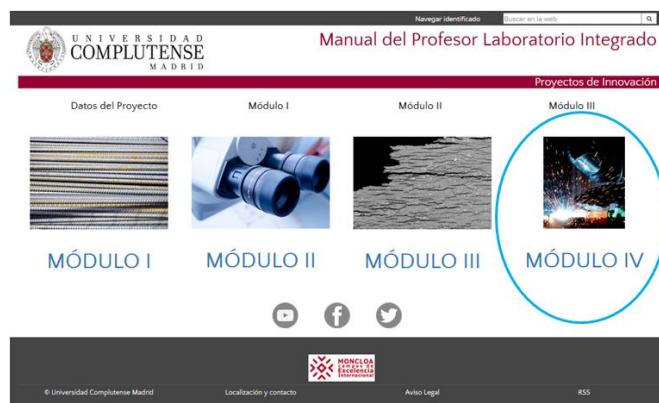 Navegar identificado
Buscar en la web
UNIVERSIDAD
COMPLUTENSE
MADRID
Manual del Profesor Laboratorio Integrado
Proyectos de Innovación
Datos del Proyecto Módulo I Módulo II Módulo III
MÓDULO I MÓDULO II MÓDULO III MÓDULO IV
MONCLOA
Campus de
Excelencia
Internacional
© Universidad Complutense Madrid Localización y contacto Aviso Legal RSS